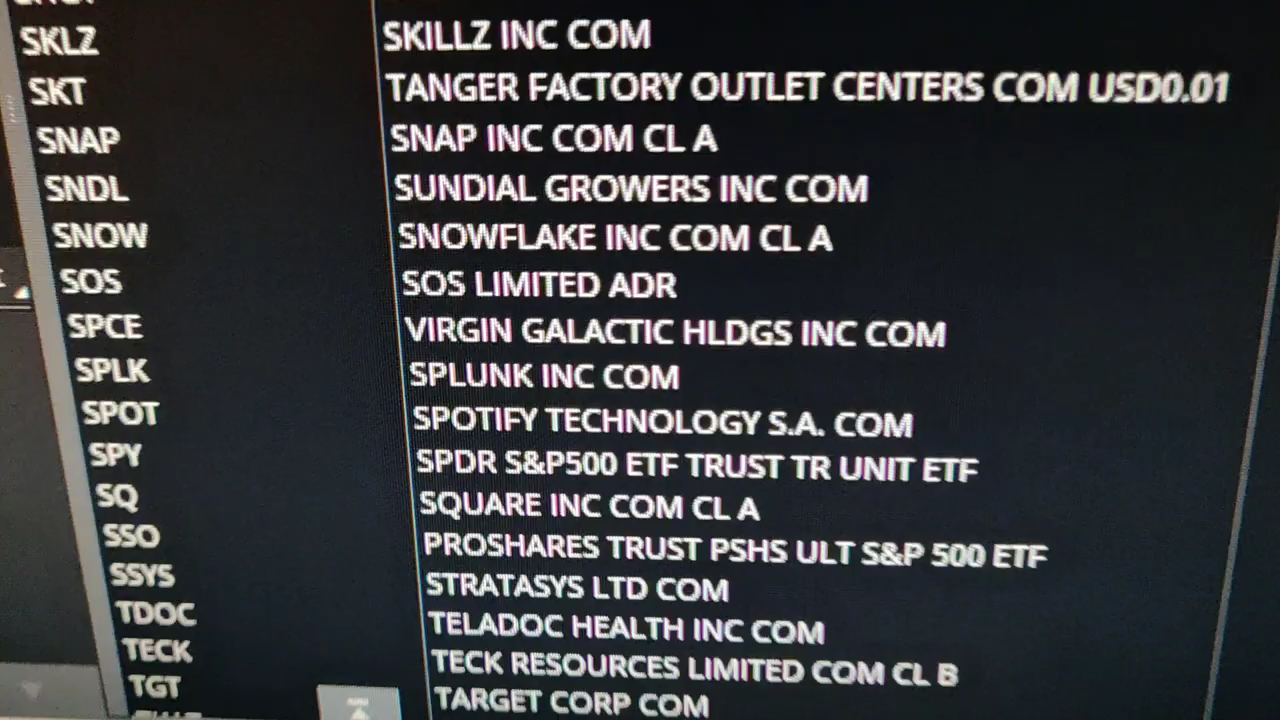 SKLZ SKILLZ INC COM
SKT TANGER FACTORY OUTLET CENTERS COM USD0.01
SNAP SNAP INC COM CL A
SNDL SUNDIAL GROWERS INC COM
SNOW SNOWFLAKE INC COM CL A
SOS SOS LIMITED ADR
SPCE VIRGIN GALACTIC HLDGS INC COM
SPLK SPLUNK INC COM
SPOT SPOTIFY TECHNOLOGY S.A. COM
SPY SPDR S&P500 ETF TRUST TR UNIT ETF
SQ SQUARE INC COM CL A
SSO PROSHARES TRUST PSHS ULT S&P 500 ETF
SSYS STRATASYS LTD COM
TDOC TELADOC HEALTH INC COM
TECK TECK RESOURCES LIMITED COM CL B
TGT TARGET CORP COM